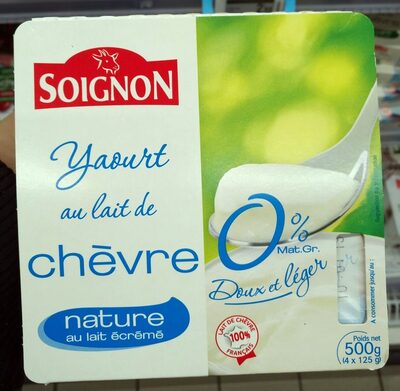 SOIGNON
Yaourt
au lait de
chèvre
nature
au lait écrémé
0%
Mat.Gr.
Doux et léger
LAIT DE CHÈVRE
100%
FRANÇAIS
A consommer jusqu'au :
Poids net
500g
(4 x 125 g)